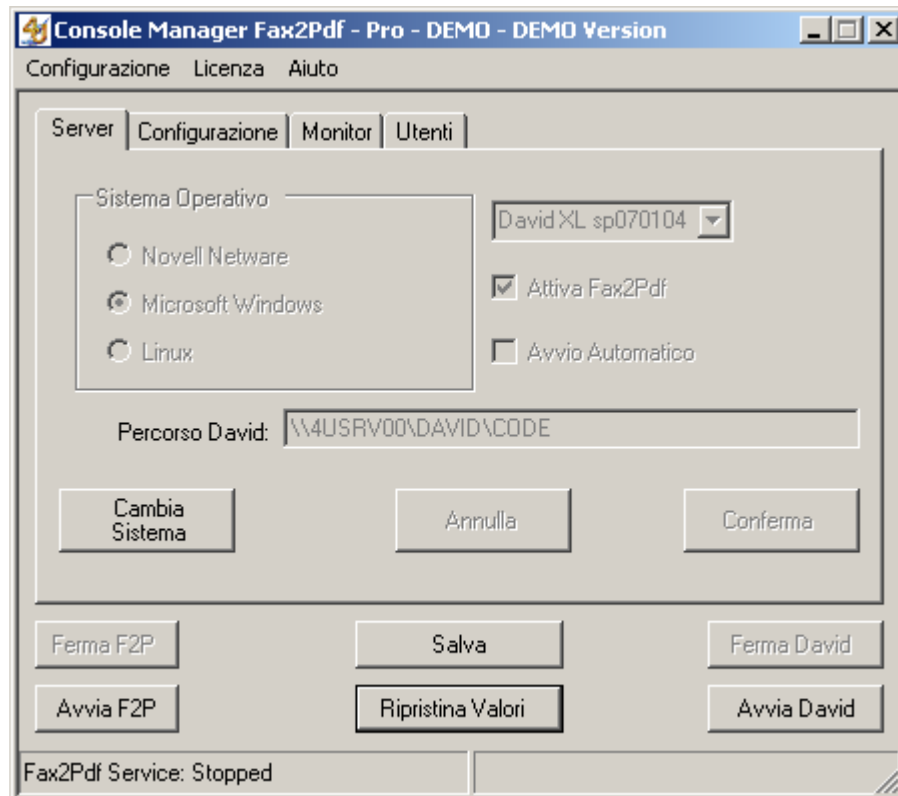 Console Manager Fax2Pdf - Pro - DEMO - DEMO Version
Configurazione Licenza Aiuto
Server Configurazione Monitor Utenti
Sistema Operativo
David XL sp070104
Novell Netware
Attiva Fax2Pdf
Microsoft Windows
Linux
Avvio Automatico
Percorso David: \\4USRV00\DAVID\CODE
Cambia
Sistema
Annulla
Conferma
Ferma F2P Salva Ferma David
Avvia F2P Ripristina Valori Avvia David
Fax2Pdf Service: Stopped